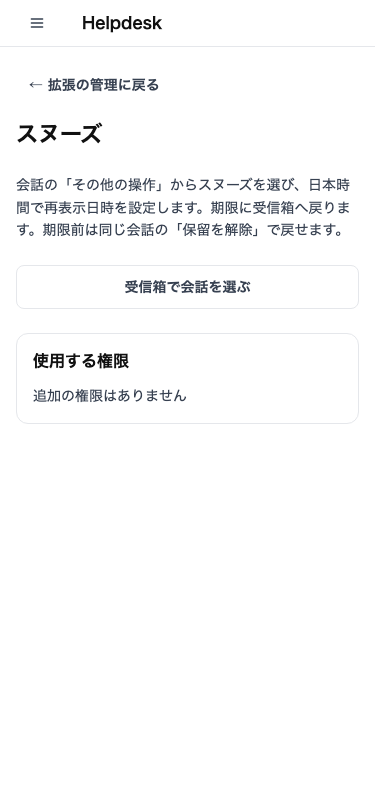 Helpdesk
← 拡張の管理に戻る
スヌーズ
会話の「その他の操作」からスヌーズを選び、日本時
間で再表示日時を設定します。期限に受信箱へ戻りま
す。期限前は同じ会話の「保留を解除」で戻せます。
受信箱で会話を選ぶ
使用する権限
追加の権限はありません